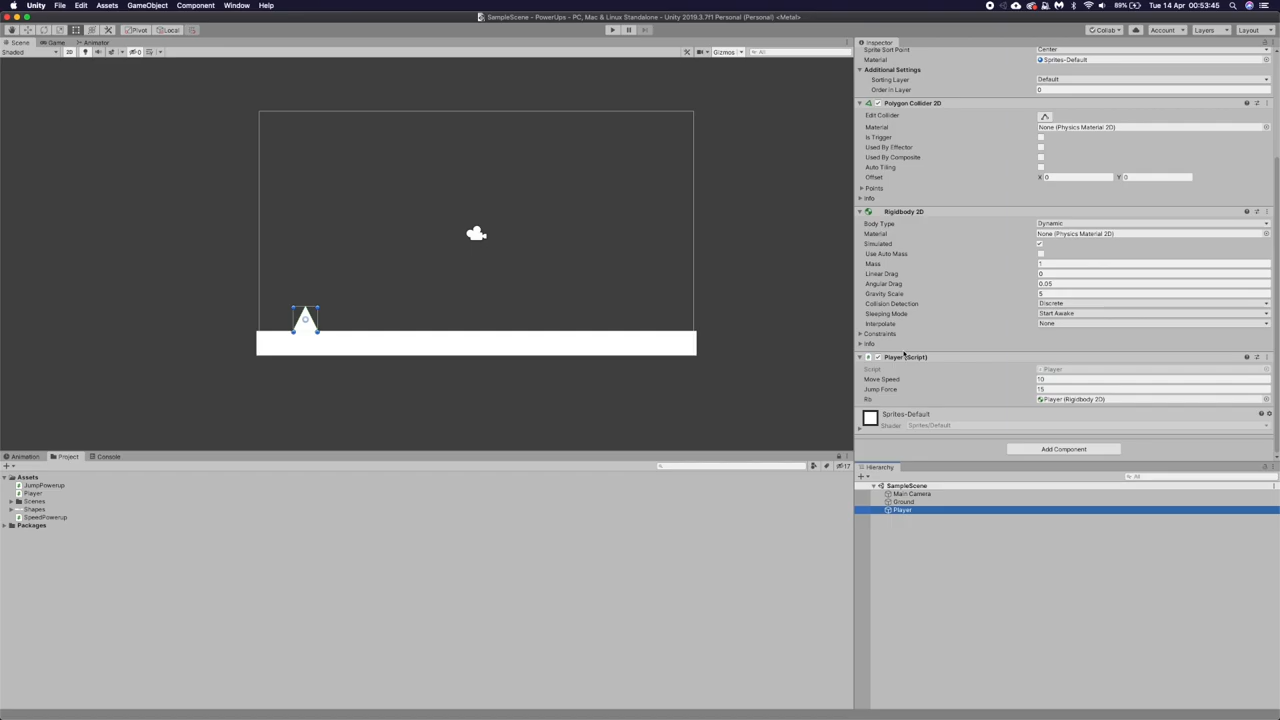 Unity File Edit Assets GameObject Component Window Help 89% Tue 14 Apr 00:53:45
SampleScene - PowerUps - PC, Mac & Linux Standalone - Unity 2019.3.7f1 Personal (Personal) <Metal>
Pivot Local Collab Account Layers Layout
Scene Game Animator
Shaded 2D 0 Gizmos All
Inspector
Sprite Sort Point Center
Material Sprites-Default
Additional Settings
Sorting Layer Default
Order in Layer 0
Polygon Collider 2D
Edit Collider
Material None (Physics Material 2D)
Is Trigger
Used By Effector
Used By Composite
Auto Tiling
Offset X 0 Y 0
Points
Info
Rigidbody 2D
Body Type Dynamic
Material None (Physics Material 2D)
Simulated
Use Auto Mass
Mass 1
Linear Drag 0
Angular Drag 0.05
Gravity Scale 5
Collision Detection Discrete
Sleeping Mode Start Awake
Interpolate None
Constraints
Info
Player (Script)
Script Player
Move Speed 10
Jump Force 15
Rb Player (Rigidbody 2D)
Sprites-Default
Shader Sprites/Default
Add Component
Animation Project Console
17
Assets
JumpPowerup
Player
Scenes
Shapes
SpeedPowerup
Packages
Hierarchy
All
SampleScene
Main Camera
Ground
Player